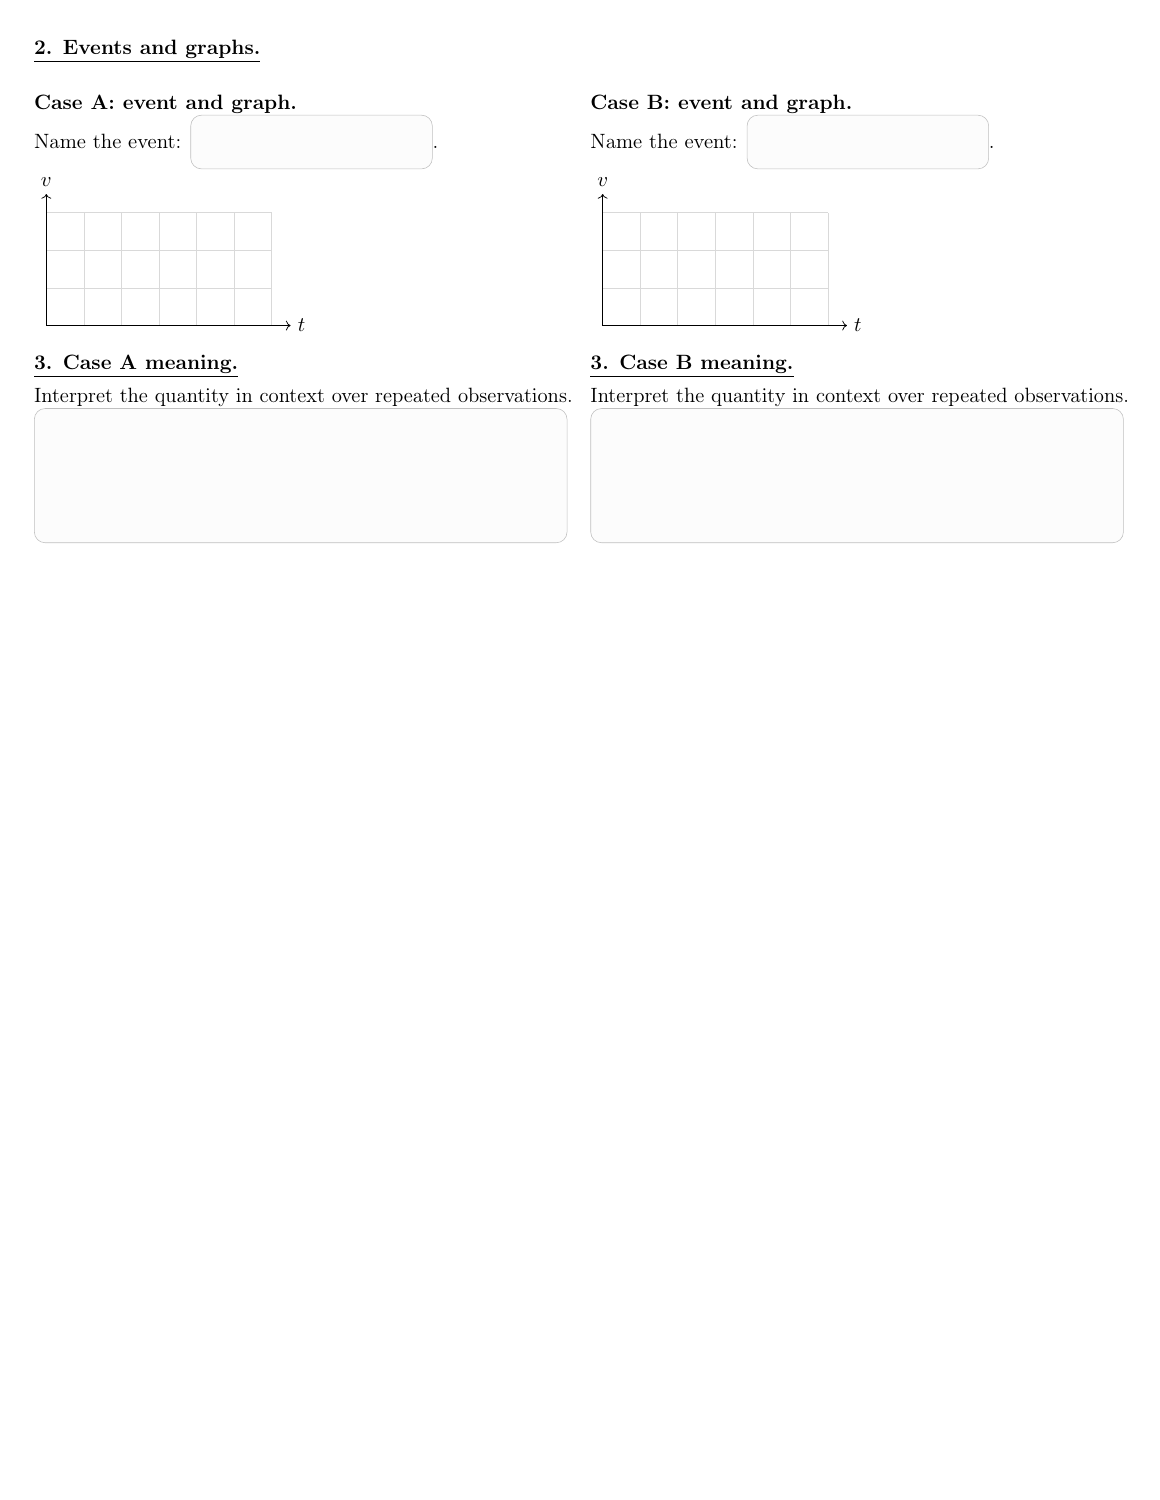 2. Events and graphs.
Case A: event and graph.
Name the event: .
v
t
3. Case A meaning.
Interpret the quantity in context over repeated observations.
Case B: event and graph.
Name the event: .
v
t
3. Case B meaning.
Interpret the quantity in context over repeated observations.